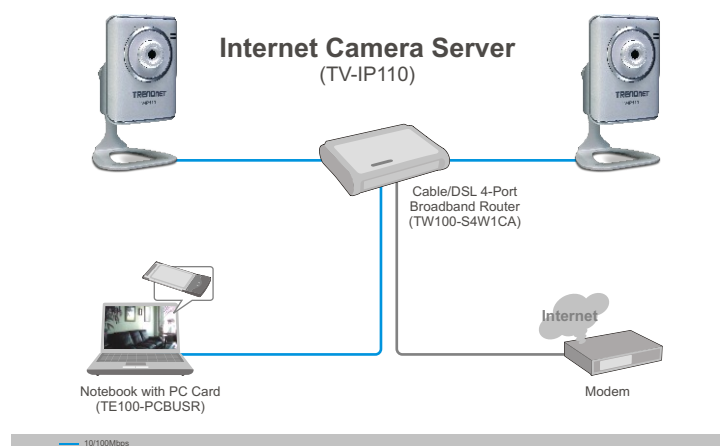 Internet Camera Server
(TV-IP110)
TRENDNET
TRENDNET
Cable/DSL 4-Port
Broadband Router
(TW100-S4W1CA)
Internet
Notebook with PC Card
(TE100-PCBUSR)
Modem
10/100Mbps